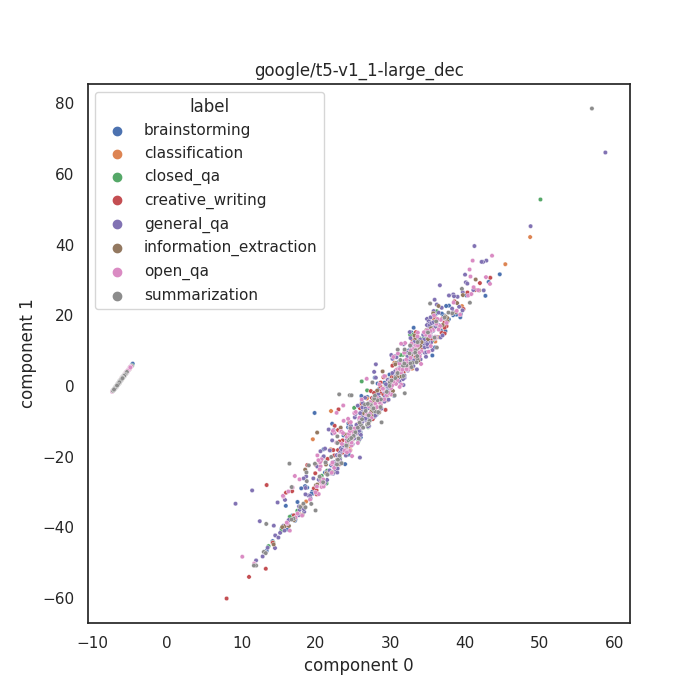 google/t5-v1_1-large_dec
label
brainstorming
classification
closed_qa
creative_writing
general_qa
information_extraction
open_qa
summarization
80
60
40
20
0
−20
−40
−60
component 1
−10
0
10
20
30
40
50
60
component 0